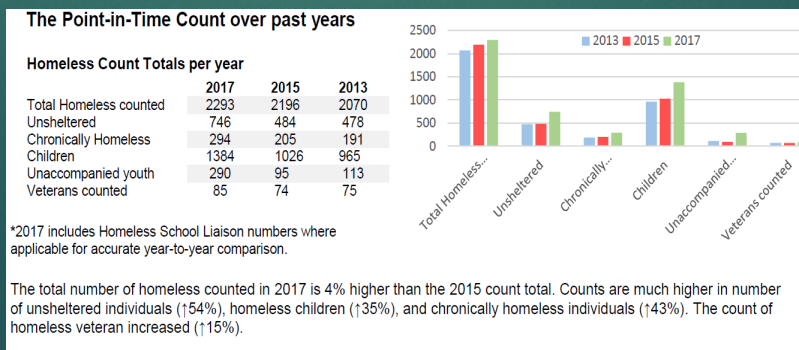 The Point-in-Time Count over past years
Homeless Count Totals per year
2017 2015 2013
Total Homeless counted 2293 2196 2070
Unsheltered 746 484 478
Chronically Homeless 294 205 191
Children 1384 1026 965
Unaccompanied youth 290 95 113
Veterans counted 85 74 75
*2017 includes Homeless School Liaison numbers where
applicable for accurate year-to-year comparison.
2500
2000
1500
1000
500
0
2013 2015 2017
Total Homeless...
Unsheltered
Chronically...
Children
Unaccompanied...
Veterans counted
The total number of homeless counted in 2017 is 4% higher than the 2015 count total. Counts are much higher in number
of unsheltered individuals (↑54%), homeless children (↑35%), and chronically homeless individuals (↑43%). The count of
homeless veteran increased (↑15%).